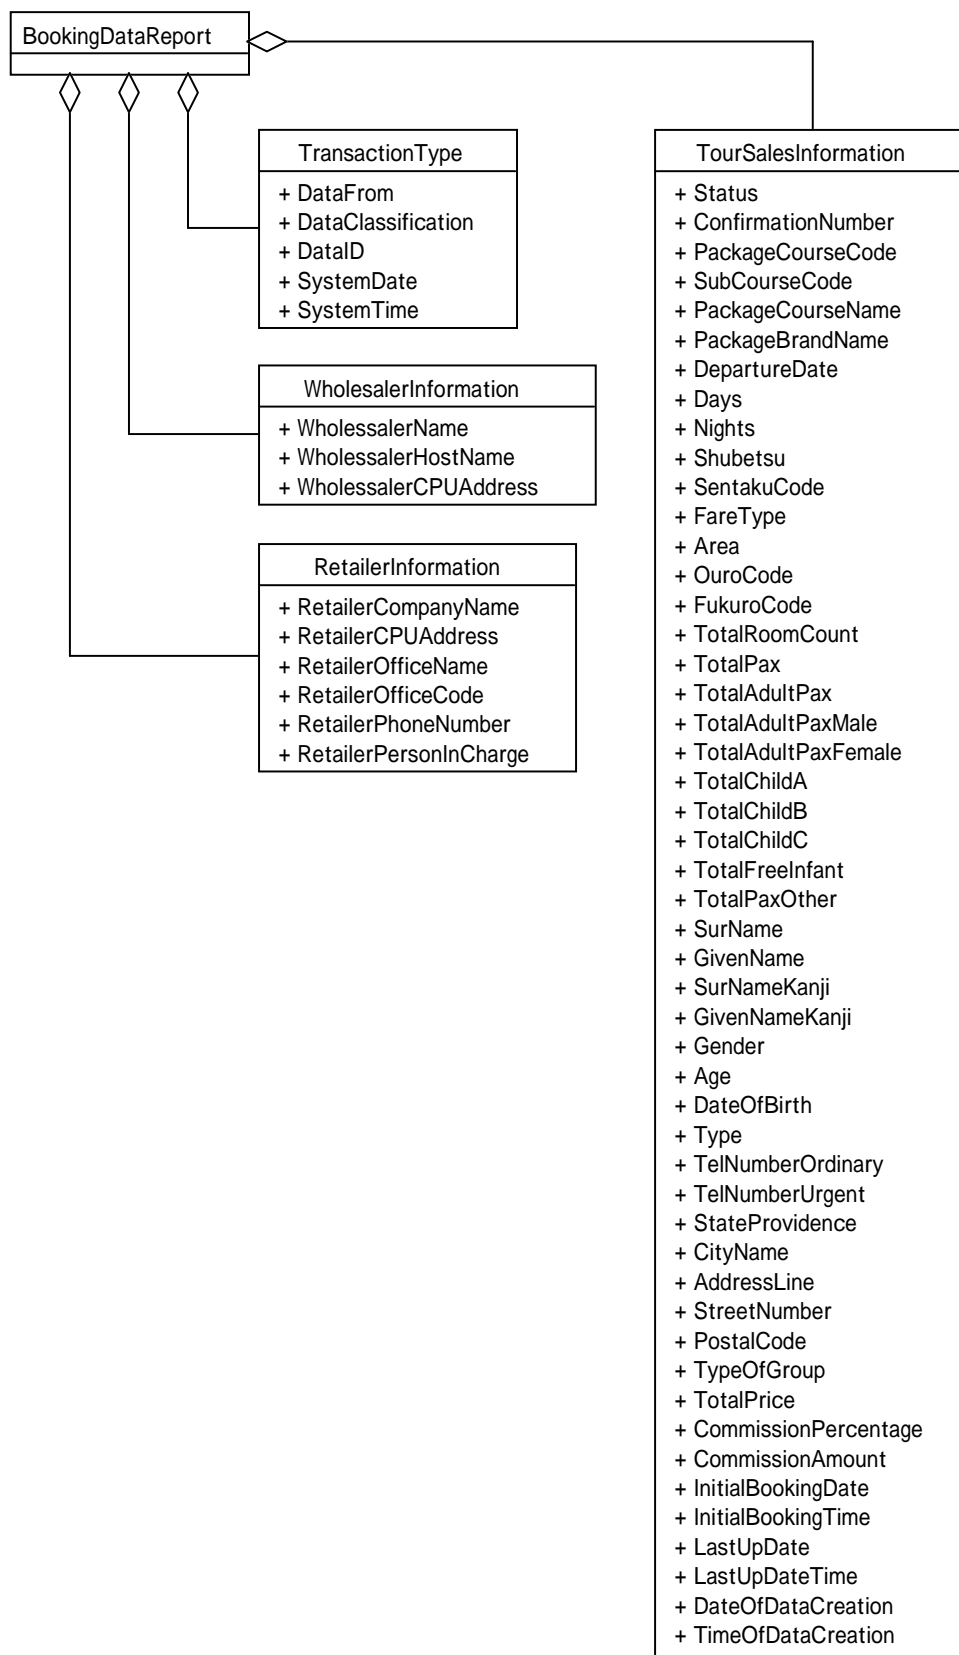 BookingDataReport
TransactionType
+ DataFrom
+ DataClassification
+ DataID
+ SystemDate
+ SystemTime
WholesalerInformation
+ WholessalerName
+ WholessalerHostName
+ WholessalerCPUAddress
RetailerInformation
+ RetailerCompanyName
+ RetailerCPUAddress
+ RetailerOfficeName
+ RetailerOfficeCode
+ RetailerPhoneNumber
+ RetailerPersonInCharge
TourSalesInformation
+ Status
+ ConfirmationNumber
+ PackageCourseCode
+ SubCourseCode
+ PackageCourseName
+ PackageBrandName
+ DepartureDate
+ Days
+ Nights
+ Shubetsu
+ SentakuCode
+ FareType
+ Area
+ OuroCode
+ FukuroCode
+ TotalRoomCount
+ TotalPax
+ TotalAdultPax
+ TotalAdultPaxMale
+ TotalAdultPaxFemale
+ TotalChildA
+ TotalChildB
+ TotalChildC
+ TotalFreeInfant
+ TotalPaxOther
+ SurName
+ GivenName
+ SurNameKanji
+ GivenNameKanji
+ Gender
+ Age
+ DateOfBirth
+ Type
+ TelNumberOrdinary
+ TelNumberUrgent
+ StateProvidence
+ CityName
+ AddressLine
+ StreetNumber
+ PostalCode
+ TypeOfGroup
+ TotalPrice
+ CommissionPercentage
+ CommissionAmount
+ InitialBookingDate
+ InitialBookingTime
+ LastUpDate
+ LastUpDateTime
+ DateOfDataCreation
+ TimeOfDataCreation